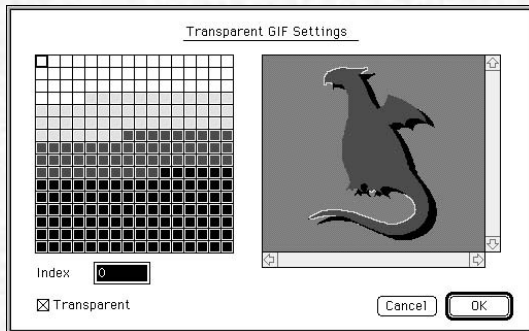 Transparent GIF Settings
Index
0
Transparent
Cancel
OK